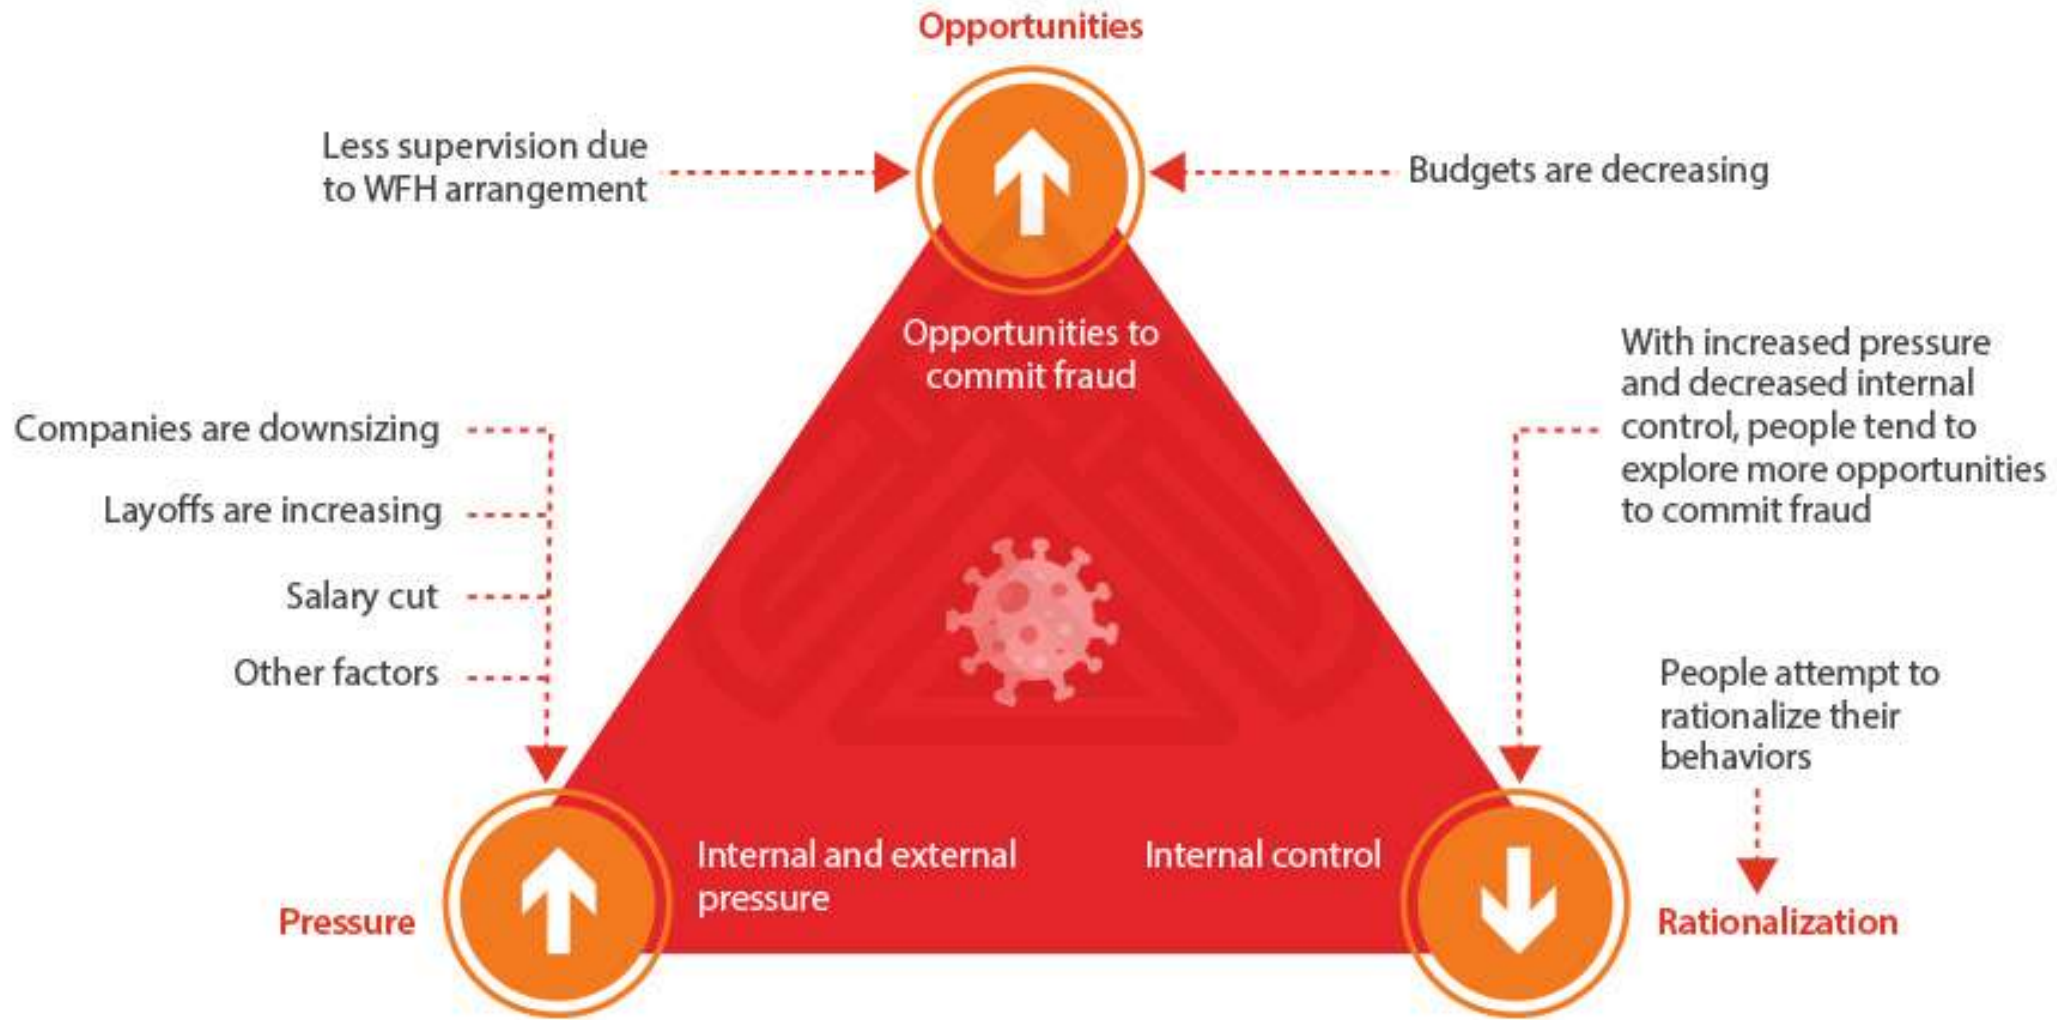 Opportunities
Less supervision due
to WFH arrangement
Budgets are decreasing
Opportunities to
commit fraud
With increased pressure
and decreased internal
control, people tend to
explore more opportunities
to commit fraud
Companies are downsizing
Layoffs are increasing
Salary cut
Other factors
People attempt to
rationalize their
behaviors
Internal and external
pressure
Internal control
Pressure
Rationalization